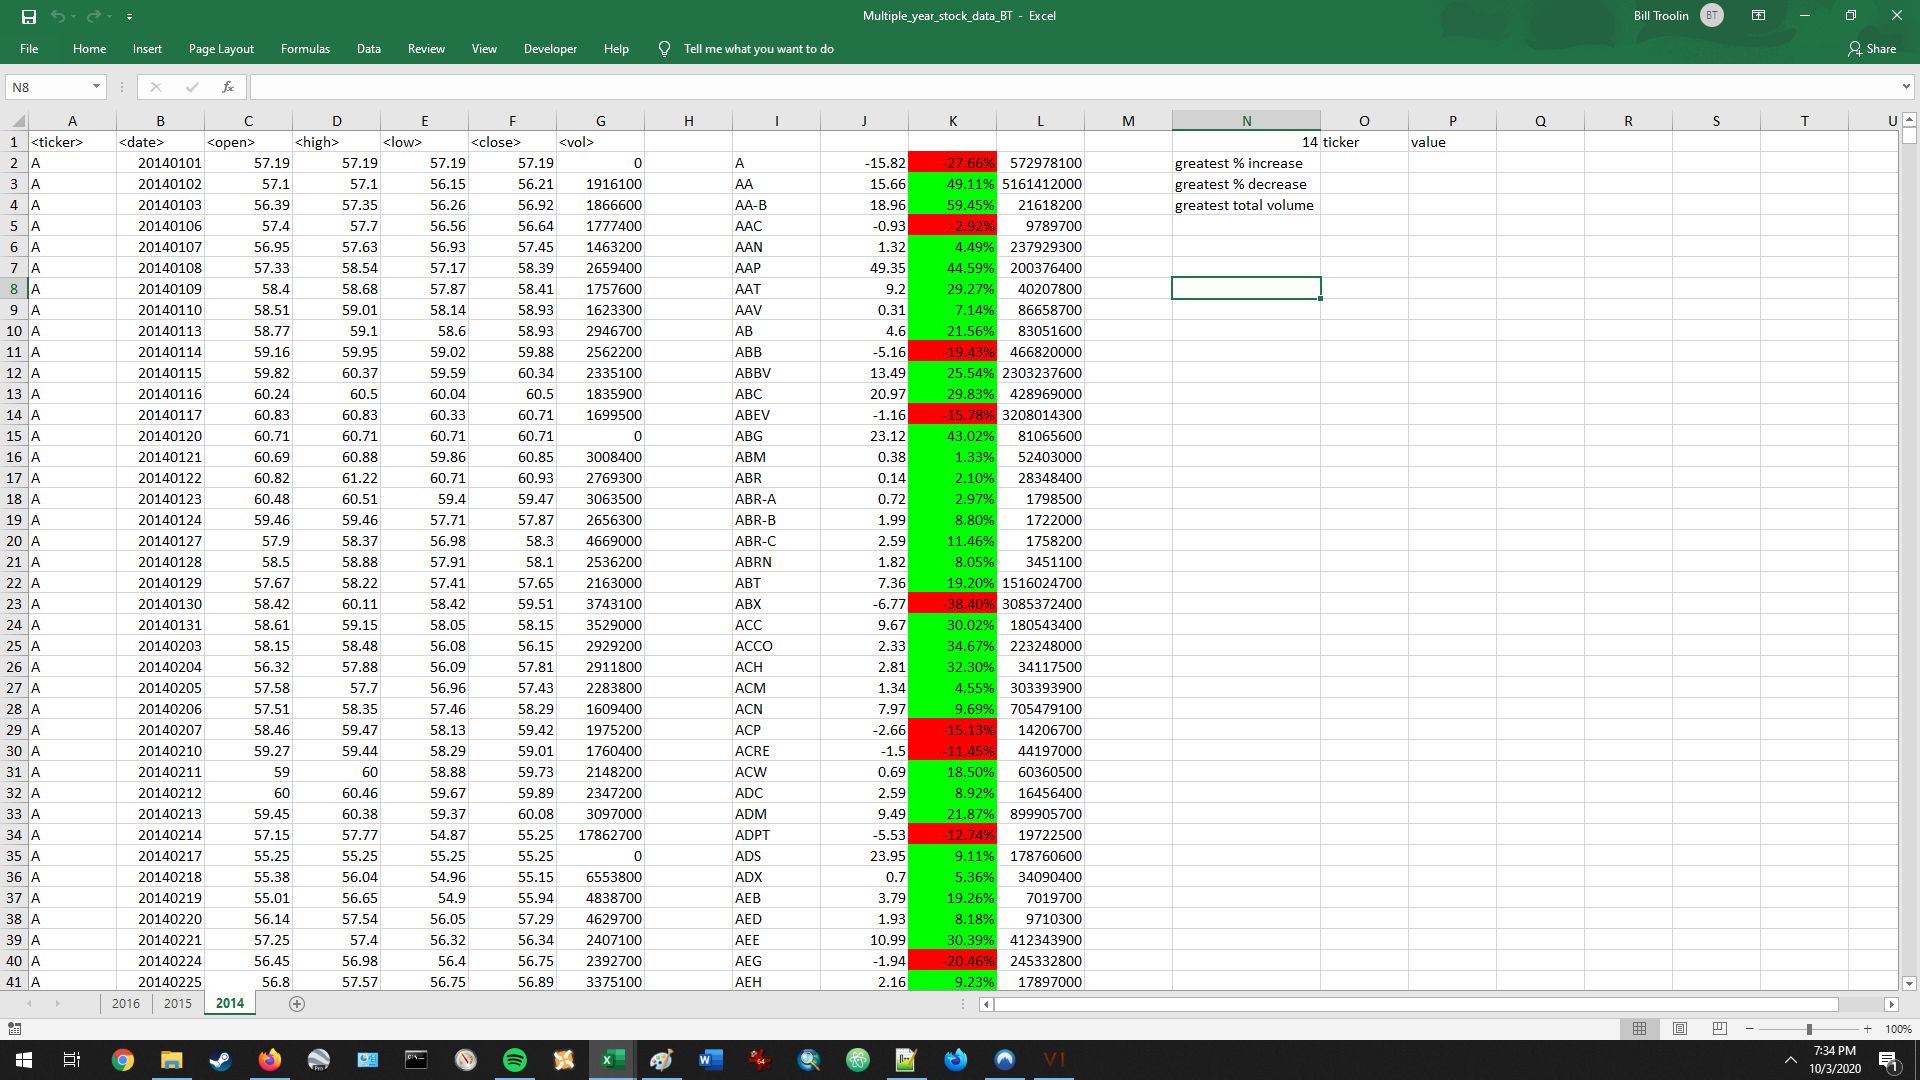 Multiple_year_stock_data_BT - Excel
Bill Troolin BT
File Home Insert Page Layout Formulas Data Review View Developer Help Tell me what you want to do Share
N8 fx
A B C D E F G H I J K L M N O P Q R S T U
1 <ticker> <date> <open> <high> <low> <close> <vol> 14 ticker value
2 A 20140101 57.19 57.19 57.19 57.19 0 A -15.82 -27.66% 572978100 greatest % increase
3 A 20140102 57.1 57.1 56.15 56.21 1916100 AA 15.66 49.11% 5161412000 greatest % decrease
4 A 20140103 56.39 57.35 56.26 56.92 1866600 AA-B 18.96 59.45% 21618200 greatest total volume
5 A 20140106 57.4 57.7 56.56 56.64 1777400 AAC -0.93 -2.92% 9789700
6 A 20140107 56.95 57.63 56.93 57.45 1463200 AAN 1.32 4.49% 237929300
7 A 20140108 57.33 58.54 57.17 58.39 2659400 AAP 49.35 44.59% 200376400
8 A 20140109 58.4 58.68 57.87 58.41 1757600 AAT 9.2 29.27% 40207800
9 A 20140110 58.51 59.01 58.14 58.93 1623300 AAV 0.31 7.14% 86658700
10 A 20140113 58.77 59.1 58.6 58.93 2946700 AB 4.6 21.56% 83051600
11 A 20140114 59.16 59.95 59.02 59.88 2562200 ABB -5.16 -19.43% 466820000
12 A 20140115 59.82 60.37 59.59 60.34 2335100 ABBV 13.49 25.54% 2303237600
13 A 20140116 60.24 60.5 60.04 60.5 1835900 ABC 20.97 29.83% 428969000
14 A 20140117 60.83 60.83 60.33 60.71 1699500 ABEV -1.16 -15.78% 3208014300
15 A 20140120 60.71 60.71 60.71 60.71 0 ABG 23.12 43.02% 81065600
16 A 20140121 60.69 60.88 59.86 60.85 3008400 ABM 0.38 1.33% 52403000
17 A 20140122 60.82 61.22 60.71 60.93 2769300 ABR 0.14 2.10% 28348400
18 A 20140123 60.48 60.51 59.4 59.47 3063500 ABR-A 0.72 2.97% 1798500
19 A 20140124 59.46 59.46 57.71 57.87 2656300 ABR-B 1.99 8.80% 1722000
20 A 20140127 57.9 58.37 56.98 58.3 4669000 ABR-C 2.59 11.46% 1758200
21 A 20140128 58.5 58.88 57.91 58.1 2536200 ABRN 1.82 8.05% 3451100
22 A 20140129 57.67 58.22 57.41 57.65 2163000 ABT 7.36 19.20% 1516024700
23 A 20140130 58.42 60.11 58.42 59.51 3743100 ABX -6.77 -38.40% 3085372400
24 A 20140131 58.61 59.15 58.05 58.15 3529000 ACC 9.67 30.02% 180543400
25 A 20140203 58.15 58.48 56.08 56.15 2929200 ACCO 2.33 34.67% 223248000
26 A 20140204 56.32 57.88 56.09 57.81 2911800 ACH 2.81 32.30% 34117500
27 A 20140205 57.58 57.7 56.96 57.43 2283800 ACM 1.34 4.55% 303393900
28 A 20140206 57.51 58.35 57.46 58.29 1609400 ACN 7.97 9.69% 705479100
29 A 20140207 58.46 59.47 58.13 59.42 1975200 ACP -2.66 -15.13% 14206700
30 A 20140210 59.27 59.44 58.29 59.01 1760400 ACRE -1.5 -11.45% 44197000
31 A 20140211 59 60 58.88 59.73 2148200 ACW 0.69 18.50% 60360500
32 A 20140212 60 60.46 59.67 59.89 2347200 ADC 2.59 8.92% 16456400
33 A 20140213 59.45 60.38 59.37 60.08 3097000 ADM 9.49 21.87% 899905700
34 A 20140214 57.15 57.77 54.87 55.25 17862700 ADPT -5.53 -12.74% 19722500
35 A 20140217 55.25 55.25 55.25 55.25 0 ADS 23.95 9.11% 178760600
36 A 20140218 55.38 56.04 54.96 55.15 6553800 ADX 0.7 5.36% 34090400
37 A 20140219 55.01 56.65 54.9 55.94 4838700 AEB 3.79 19.26% 7019700
38 A 20140220 56.14 57.54 56.05 57.29 4629700 AED 1.93 8.18% 9710300
39 A 20140221 57.25 57.4 56.32 56.34 2407100 AEE 10.99 30.39% 412343900
40 A 20140224 56.45 56.98 56.4 56.75 2392700 AEG -1.94 -20.46% 245332800
41 A 20140225 56.8 57.57 56.75 56.89 3375100 AEH 2.16 9.23% 17897000
2016 2015 2014
100%
7:34 PM
10/3/2020